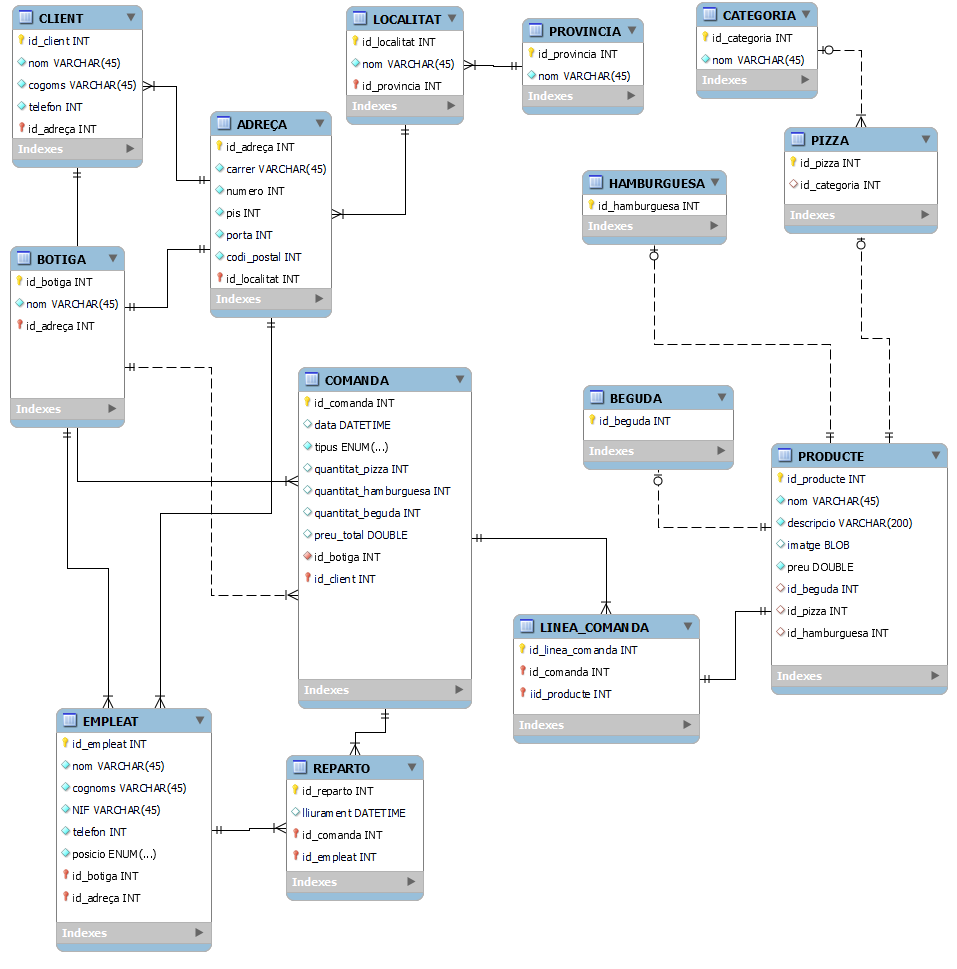 CLIENT
id_client INT
nom VARCHAR(45)
cogoms VARCHAR(45)
telefon INT
id_adreça INT
Indexes
LOCALITAT
id_localitat INT
nom VARCHAR(45)
id_provincia INT
Indexes
PROVINCIA
id_provincia INT
nom VARCHAR(45)
Indexes
CATEGORIA
id_categoria INT
nom VARCHAR(45)
Indexes
ADREÇA
id_adreça INT
carrer VARCHAR(45)
numero INT
pis INT
porta INT
codi_postal INT
id_localitat INT
Indexes
PIZZA
id_pizza INT
id_categoria INT
Indexes
HAMBURGUESA
id_hamburguesa INT
Indexes
BOTIGA
id_botiga INT
nom VARCHAR(45)
id_adreça INT
Indexes
COMANDA
id_comanda INT
data DATETIME
tipus ENUM(...)
quantitat_pizza INT
quantitat_hamburguesa INT
quantitat_beguda INT
preu_total DOUBLE
id_botiga INT
id_client INT
Indexes
BEGUDA
id_beguda INT
Indexes
PRODUCTE
id_producte INT
nom VARCHAR(45)
descripcio VARCHAR(200)
imatge BLOB
preu DOUBLE
id_beguda INT
id_pizza INT
id_hamburguesa INT
Indexes
LINEA_COMANDA
id_linea_comanda INT
id_comanda INT
iid_producte INT
Indexes
EMPLEAT
id_empleat INT
nom VARCHAR(45)
cognoms VARCHAR(45)
NIF VARCHAR(45)
telefon INT
posicio ENUM(...)
id_botiga INT
id_adreça INT
Indexes
REPARTO
id_reparto INT
lliurament DATETIME
id_comanda INT
id_empleat INT
Indexes